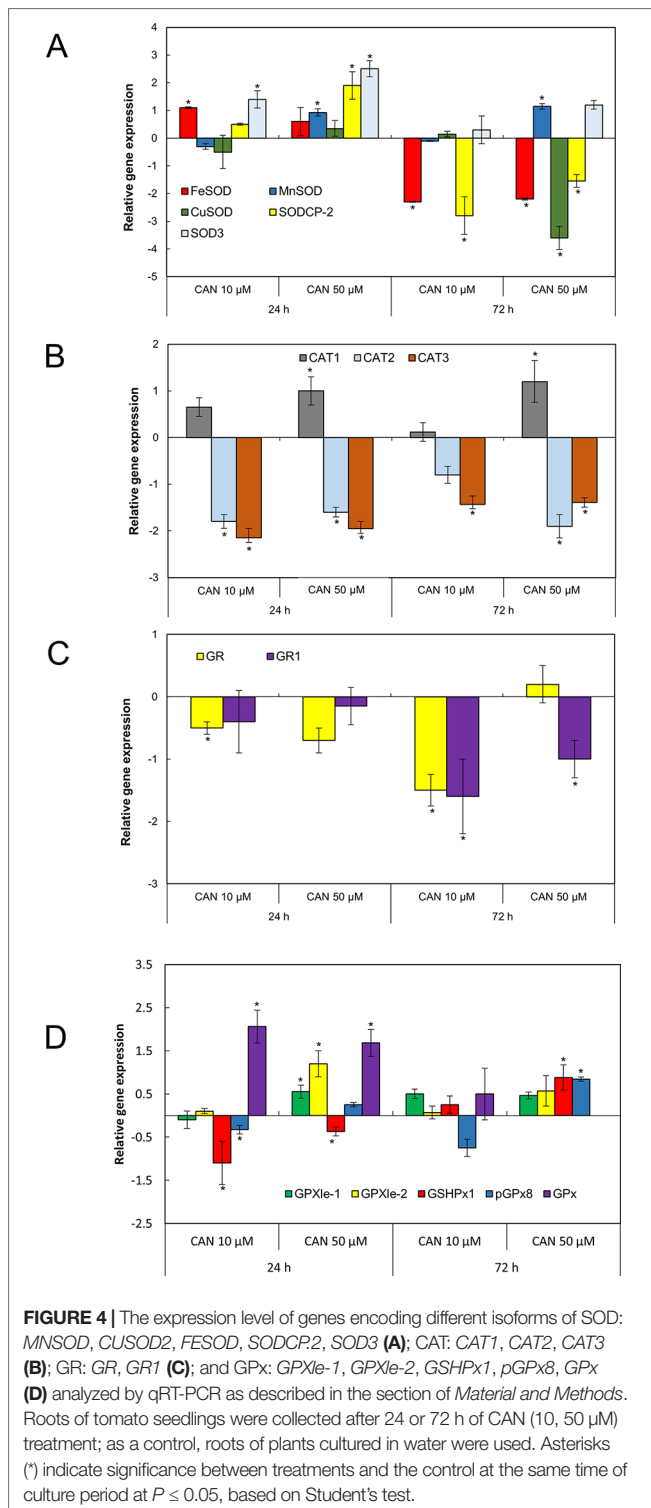 A
Relative gene expression
4
3
2
1
0
-1
-2
-3
-4
-5
* * * * * * * * * * *
FeSOD MnSOD
CuSOD SODCP-2
SOD3
CAN 10 µM CAN 50 µM CAN 10 µM CAN 50 µM
24 h 72 h
B
Relative gene expression
2
1
0
-1
-2
-3
CAT1 CAT2 CAT3
* * * * * * * * *
CAN 10 µM CAN 50 µM CAN 10 µM CAN 50 µM
24 h 72 h
C
Relative gene expression
1
0
-1
-2
-3
GR GR1
* * * *
CAN 10 µM CAN 50 µM CAN 10 µM CAN 50 µM
24 h 72 h
D
Relative gene expression
3.5
2.5
1.5
0.5
-0.5
-1.5
-2.5
* * * * * * * * *
GPXle-1 GPXle-2 GSHPx1 pGPx8 GPx
CAN 10 µM CAN 50 µM CAN 10 µM CAN 50 µM
24 h 72 h
FIGURE 4 | The expression level of genes encoding different isoforms of SOD:
MNSOD, CUSOD2, FESOD, SODCP.2, SOD3 (A); CAT: CAT1, CAT2, CAT3
(B); GR: GR, GR1 (C); and GPx: GPXle-1, GPXle-2, GSHPx1, pGPx8, GPx
(D) analyzed by qRT-PCR as described in the section of Material and Methods.
Roots of tomato seedlings were collected after 24 or 72 h of CAN (10, 50 µM)
treatment; as a control, roots of plants cultured in water were used. Asterisks
(*) indicate significance between treatments and the control at the same time of
culture period at P ≤ 0.05, based on Student's test.